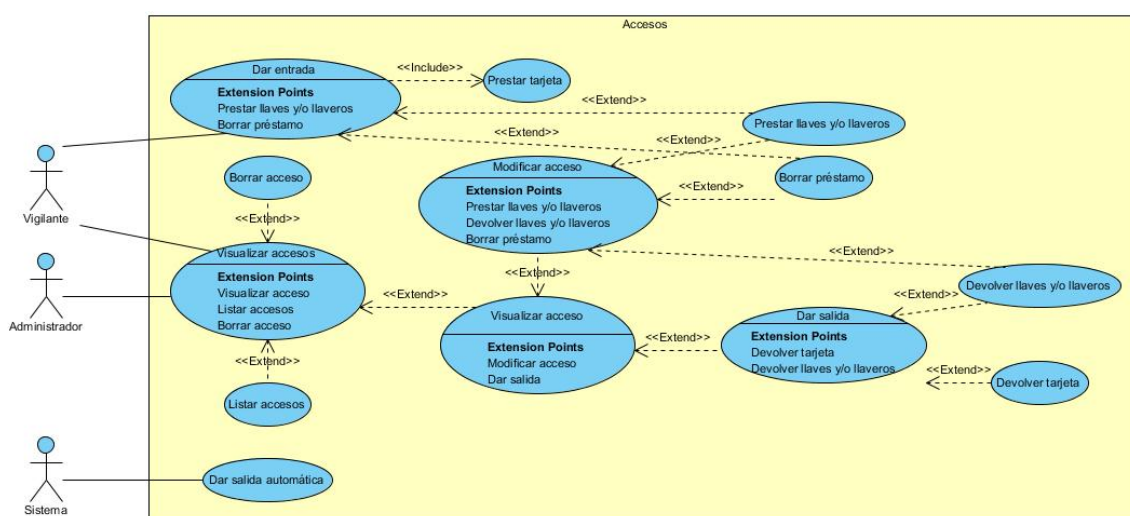 Accesos
Dar entrada
Extension Points
Prestar llaves y/o llaveros
Borrar préstamo
<<Include>>
Prestar tarjeta
<<Extend>>
Prestar llaves y/o llaveros
<<Extend>>
<<Extend>>
Borrar préstamo
<<Extend>>
Modificar acceso
Extension Points
Prestar llaves y/o llaveros
Devolver llaves y/o llaveros
Borrar préstamo
Vigilante
Borrar acceso
<<Extend>>
Visualizar accesos
Extension Points
Visualizar acceso
Listar accesos
Borrar acceso
Administrador
<<Extend>>
<<Extend>>
<<Extend>>
Devolver llaves y/o llaveros
Visualizar acceso
Extension Points
Modificar acceso
Dar salida
<<Extend>>
Dar salida
Extension Points
Devolver tarjeta
Devolver llaves y/o llaveros
<<Extend>>
<<Extend>>
Devolver tarjeta
<<Extend>>
Listar accesos
Dar salida automática
Sistema